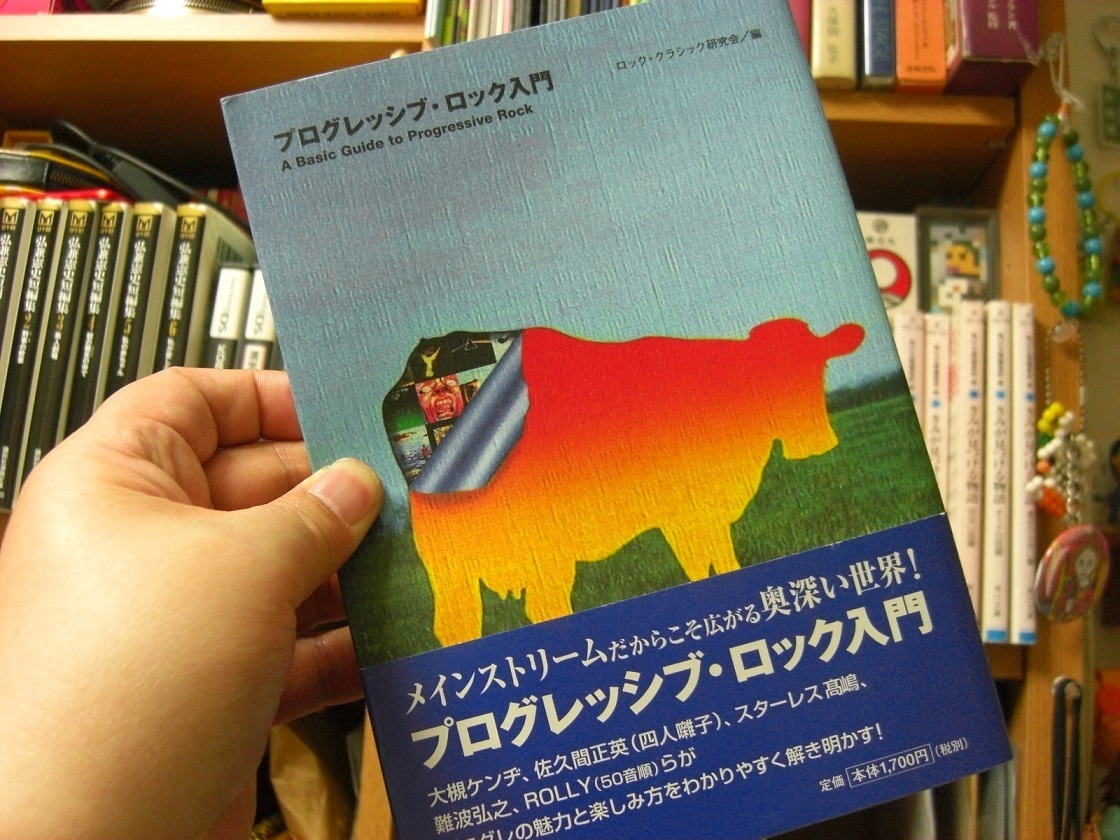 プログレッシブ・ロック入門
A Basic Guide to Progressive Rock
ロック・クラシック研究会／編
メインストリームだからこそ広がる奥深い世界！
プログレッシブ・ロック入門
大槻ケンヂ、佐久間正英（四人囃子）、スターレス髙嶋、
難波弘之、ROLLY（50音順）らが
グレの魅力と楽しみ方をわかりやすく解き明かす！
定価 本体1,700円（税別）